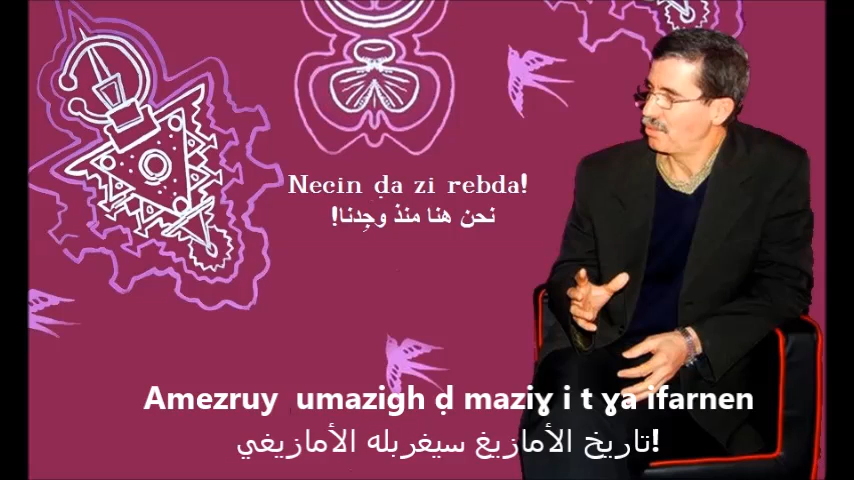 Necin ḍa zi rebda!
نحن هنا منذ وجِدنا!
Amezruy umazigh ḍ maziɣ i t ɣa ifarnen
تاريخ الأمازيغ سيغربله الأمازيغي!